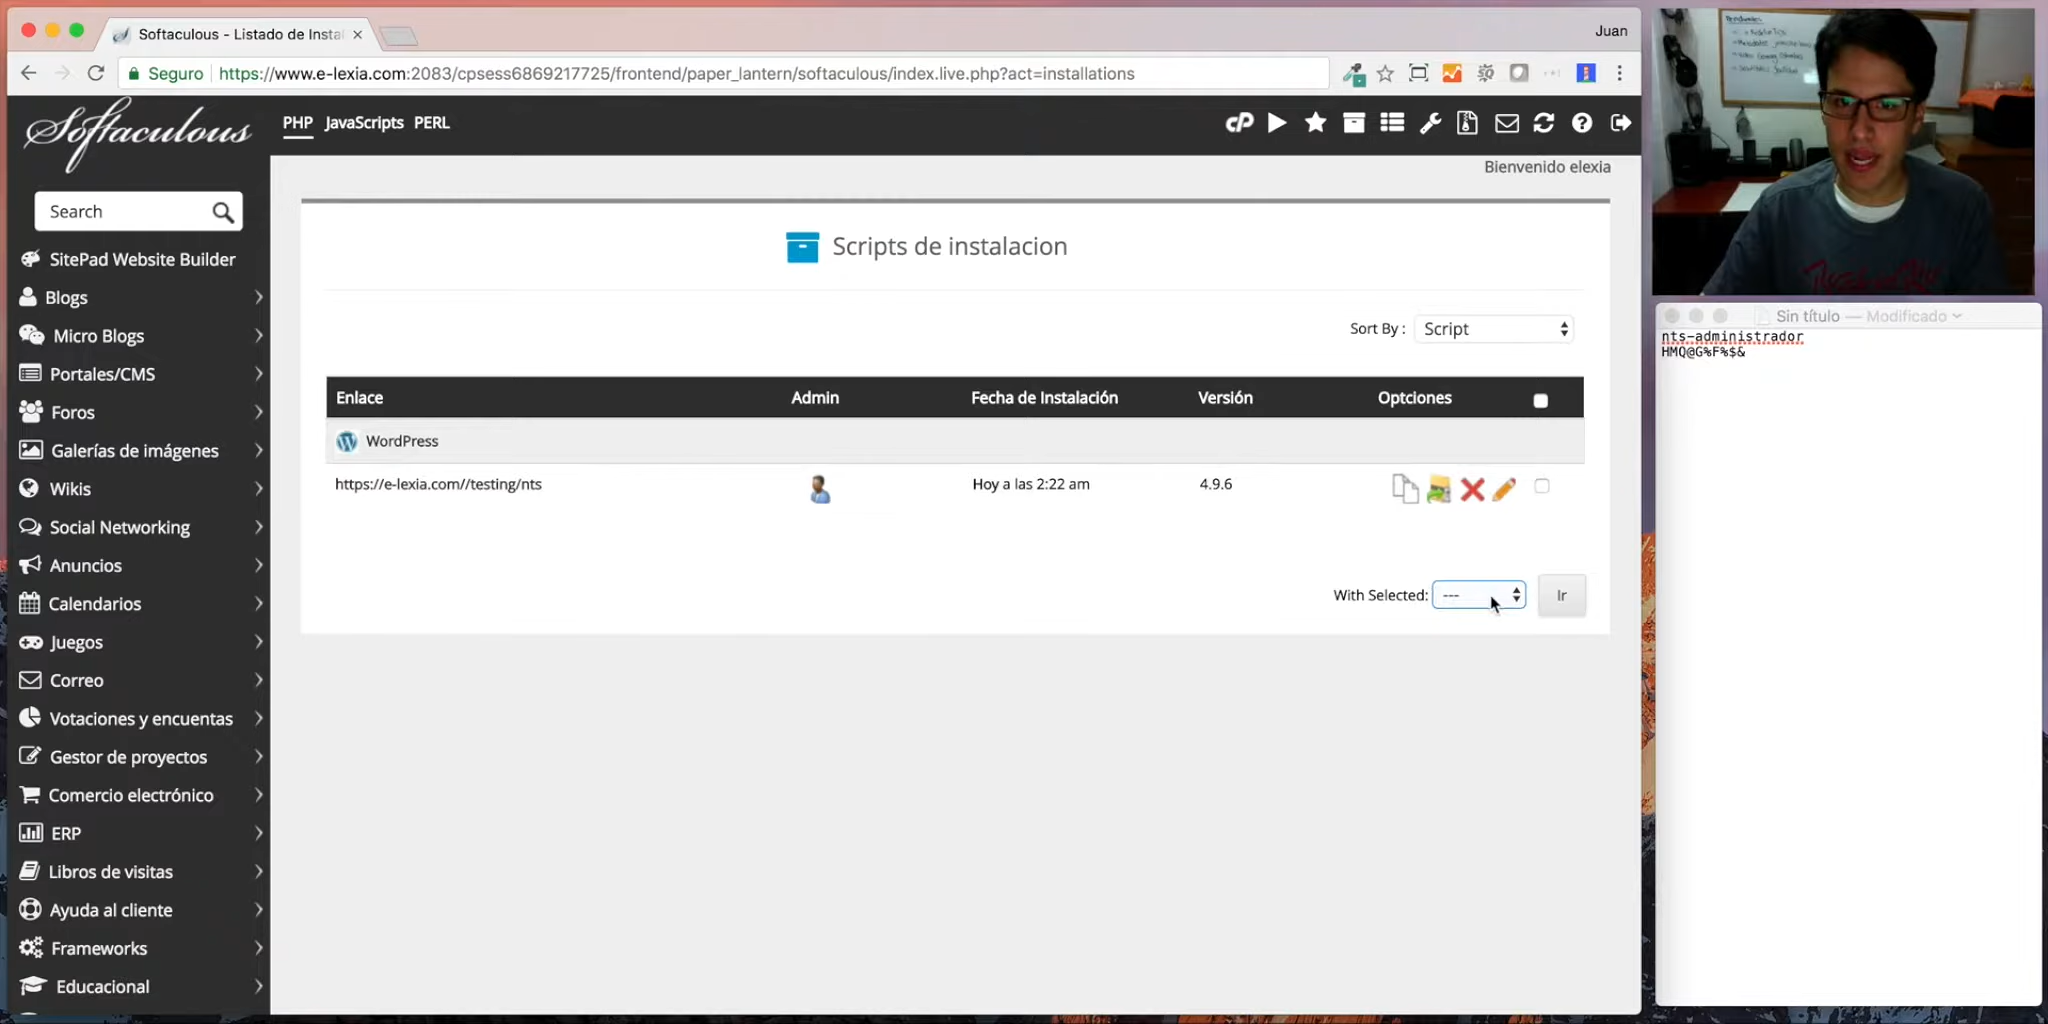 Softaculous - Listado de Insta
Juan
Seguro
https://www.e-lexia.com:2083/cpsess6869217725/frontend/paper_lantern/softaculous/index.live.php?act=installations
Softaculous
PHP JavaScripts PERL
cP
Bienvenido elexia
Search
SitePad Website Builder
Blogs
Micro Blogs
Portales/CMS
Foros
Galerías de imágenes
Wikis
Social Networking
Anuncios
Calendarios
Juegos
Correo
Votaciones y encuentas
Gestor de proyectos
Comercio electrónico
ERP
Libros de visitas
Ayuda al cliente
Frameworks
Educacional
Scripts de instalacion
Sort By : Script
Enlace Admin Fecha de Instalación Versión Optciones
WordPress
https://e-lexia.com//testing/nts Hoy a las 2:22 am 4.9.6
With Selected: --- Ir
Sin título — Modificado
nts-administrador
HMQ@G%F%$&